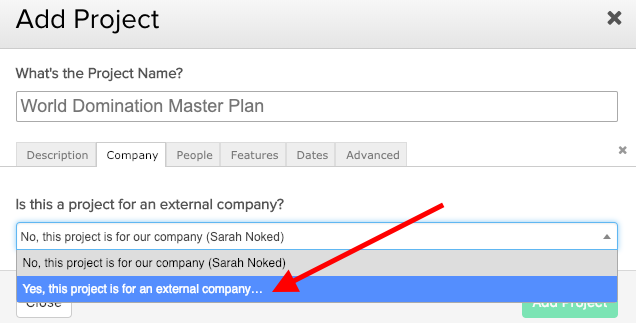 Add Project
What's the Project Name?
World Domination Master Plan
Description Company People Features Dates Advanced
Is this a project for an external company?
No, this project is for our company (Sarah Noked)
No, this project is for our company (Sarah Noked)
Yes, this project is for an external company...
Close Add Project